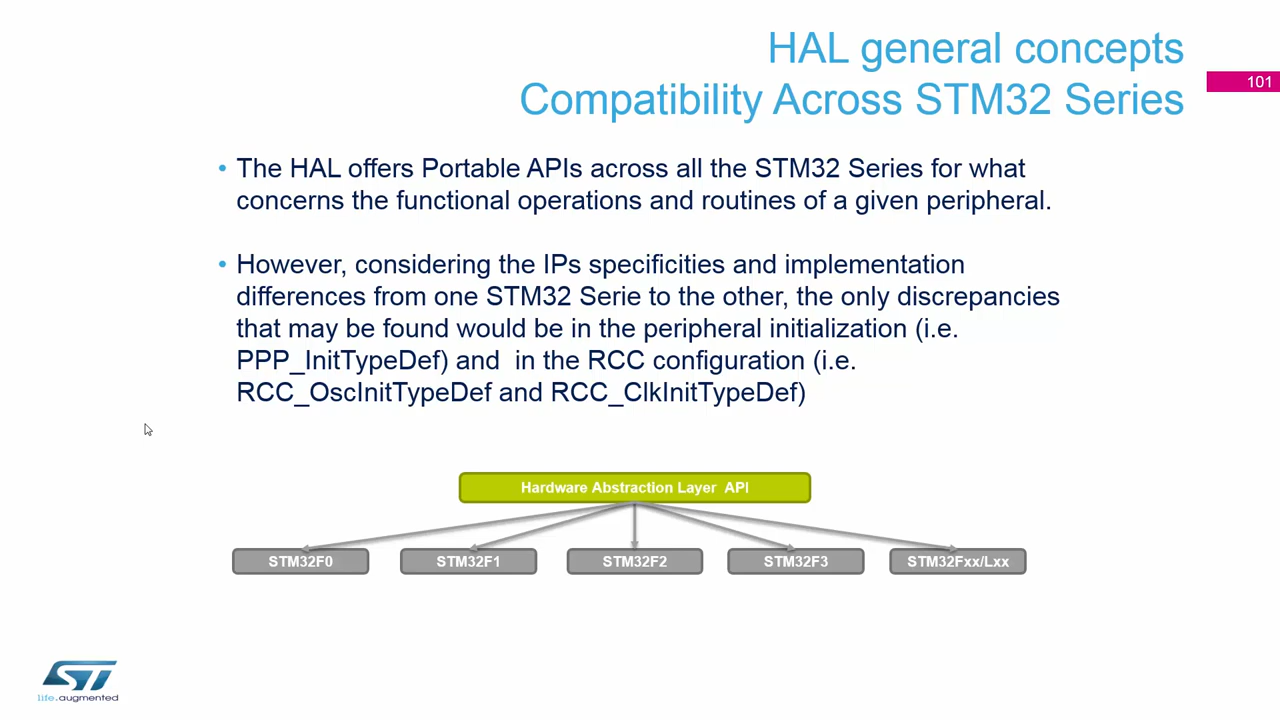 HAL general concepts
Compatibility Across STM32 Series
101
• The HAL offers Portable APIs across all the STM32 Series for what
concerns the functional operations and routines of a given peripheral.
• However, considering the IPs specificities and implementation
differences from one STM32 Serie to the other, the only discrepancies
that may be found would be in the peripheral initialization (i.e.
PPP_InitTypeDef) and  in the RCC configuration (i.e.
RCC_OscInitTypeDef and RCC_ClkInitTypeDef)
Hardware Abstraction Layer  API
STM32F0
STM32F1
STM32F2
STM32F3
STM32Fxx/Lxx
ST
life.augmented